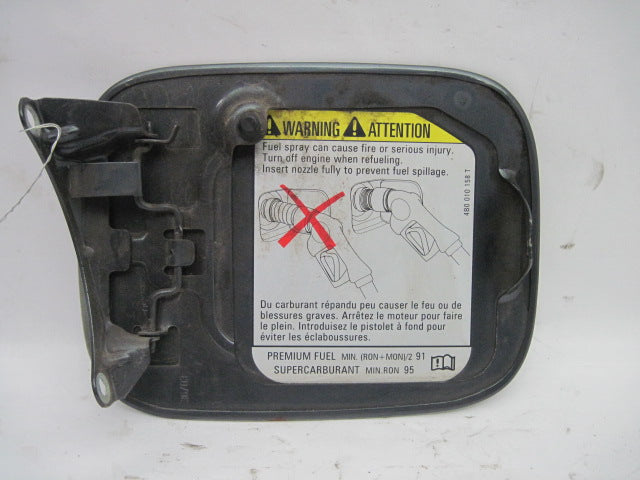 WARNING ATTENTION
Fuel spray can cause fire or serious injury.
Turn off engine when refueling.
Insert nozzle fully to prevent fuel spillage.
4B0 010 158 T
Du carburant répandu peu causer le feu ou de
blessures graves. Arrêtez le moteur pour faire
le plein. Introduisez le pistolet à fond pour
éviter les éclaboussures.
PREMIUM FUEL MIN. (RON+MON)/2 91
SUPERCARBURANT MIN.RON 95